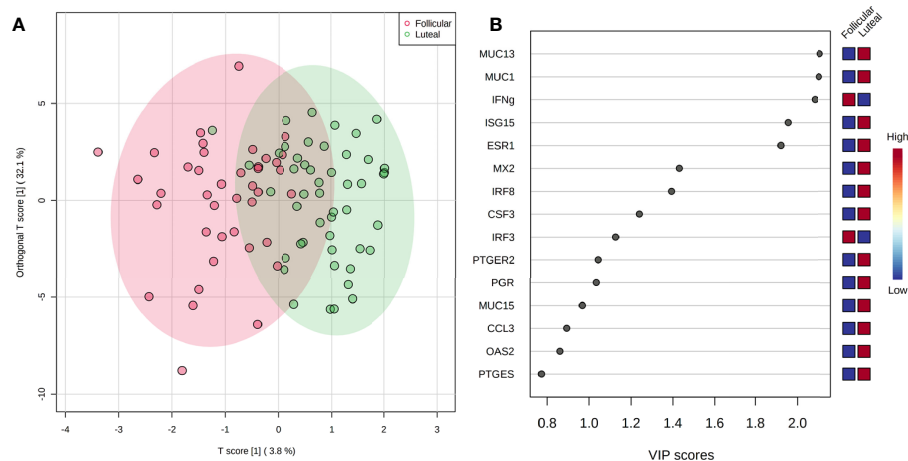 A
Follicular
Luteal
Orthogonal T score [1] ( 32.1 %)
5
0
-5
-10
-4
-3
-2
-1
0
1
2
3
T score [1] ( 3.8 %)
B
Follicular
Luteal
MUC13
MUC1
IFNg
ISG15
ESR1
MX2
IRF8
CSF3
IRF3
PTGER2
PGR
MUC15
CCL3
OAS2
PTGES
High
Low
0.8
1.0
1.2
1.4
1.6
1.8
2.0
VIP scores